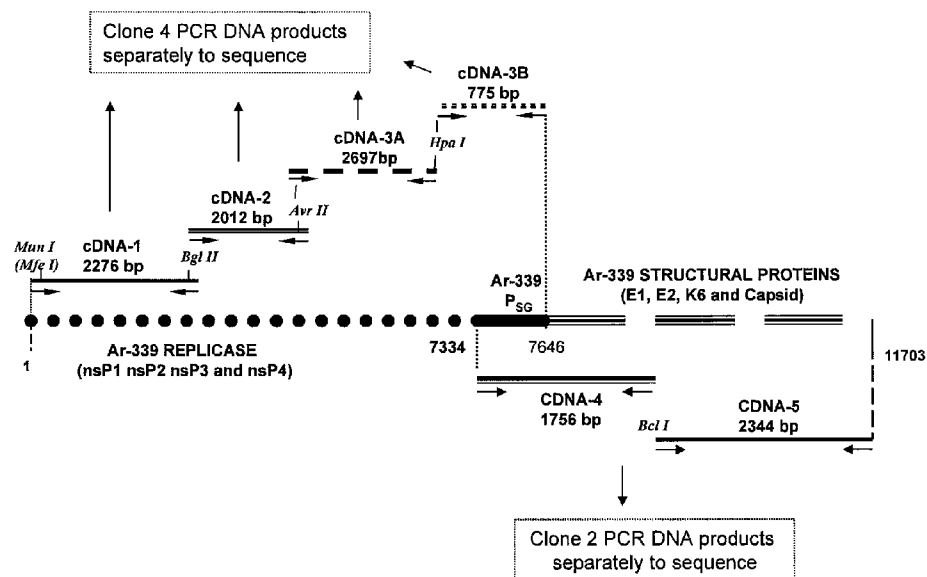 Clone 4 PCR DNA products
separately to sequence
cDNA-3B
775 bp
Hpa I
cDNA-3A
2697bp
Avr II
cDNA-2
2012 bp
Bgl II
Mun I
(Mfe I)
cDNA-1
2276 bp
Ar-339
PSG
Ar-339 STRUCTURAL PROTEINS
(E1, E2, K6 and Capsid)
1
Ar-339 REPLICASE
(nsP1 nsP2 nsP3 and nsP4)
7334
7646
11703
CDNA-4
1756 bp
Bcl I
CDNA-5
2344 bp
Clone 2 PCR DNA products
separately to sequence